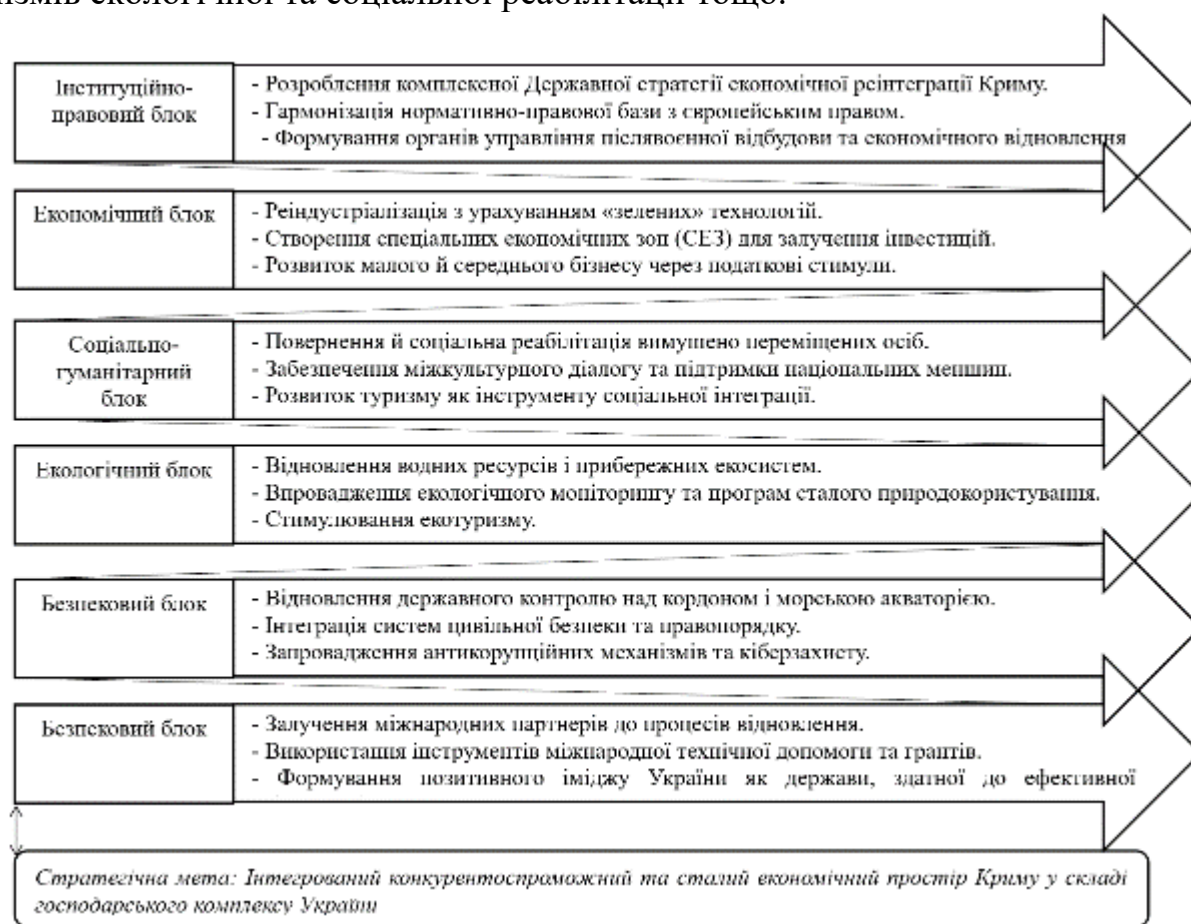 ізмів екологічної та соціальної реабілітації тощо.
Інституційно-
правовий блок
- Розроблення комплексної Державної стратегії економічної реінтеграції Криму.
- Гармонізація нормативно-правової бази з європейським правом.
- Формування органів управління післявоєнної відбудови та економічного відновлення
Економічний блок
- Реіндустріалізація з урахуванням «зелених» технологій.
- Створення спеціальних економічних зон (СЕЗ) для залучення інвестицій.
- Розвиток малого й середнього бізнесу через податкові стимули.
Соціально-
гуманітарний
блок
- Повернення й соціальна реабілітація вимушено переміщених осіб.
- Забезпечення міжкультурного діалогу та підтримки національних меншин.
- Розвиток туризму як інструменту соціальної інтеграції.
Екологічний блок
- Відновлення водних ресурсів і прибережних екосистем.
- Впровадження екологічного моніторингу та програм сталого природокористування.
- Стимулювання екотуризму.
Безпековий блок
- Відновлення державного контролю над кордоном і морською акваторією.
- Інтеграція систем цивільної безпеки та правопорядку.
- Запровадження антикорупційних механізмів та кіберзахисту.
Безпековий блок
- Залучення міжнародних партнерів до процесів відновлення.
- Використання інструментів міжнародної технічної допомоги та грантів.
- Формування позитивного іміджу України як держави, здатної до ефективної
Стратегічна мета: Інтегрований конкурентоспроможний та сталий економічний простір Криму у складі
господарського комплексу України